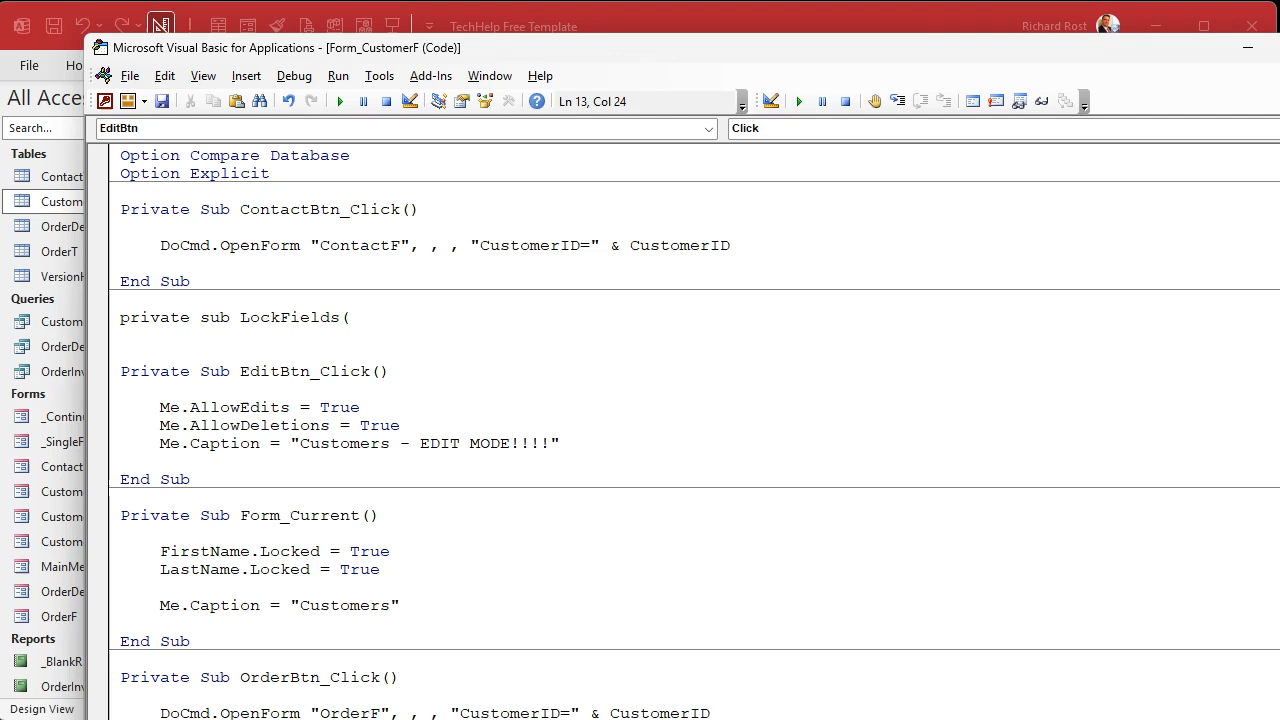 TechHelp Free Template
Richard Rost
Microsoft Visual Basic for Applications - [Form_CustomerF (Code)]
File
Ho
File Edit View Insert Debug Run Tools Add-Ins Window Help
All Acce
Ln 13, Col 24
Search...
EditBtn
Click
Tables
Contact
Custom
OrderDe
OrderT
VersionH
Queries
Custom
OrderDe
OrderInv
Forms
_Contin
_SingleF
Contact
Custom
Custom
Custom
MainMe
OrderDe
OrderF
Reports
_BlankR
OrderInv
Design View
Option Compare Database
Option Explicit
Private Sub ContactBtn_Click()
DoCmd.OpenForm "ContactF", , , "CustomerID=" & CustomerID
End Sub
private sub LockFields(
Private Sub EditBtn_Click()
Me.AllowEdits = True
Me.AllowDeletions = True
Me.Caption = "Customers - EDIT MODE!!!!"
End Sub
Private Sub Form_Current()
FirstName.Locked = True
LastName.Locked = True
Me.Caption = "Customers"
End Sub
Private Sub OrderBtn_Click()
DoCmd.OpenForm "OrderF", , , "CustomerID=" & CustomerID